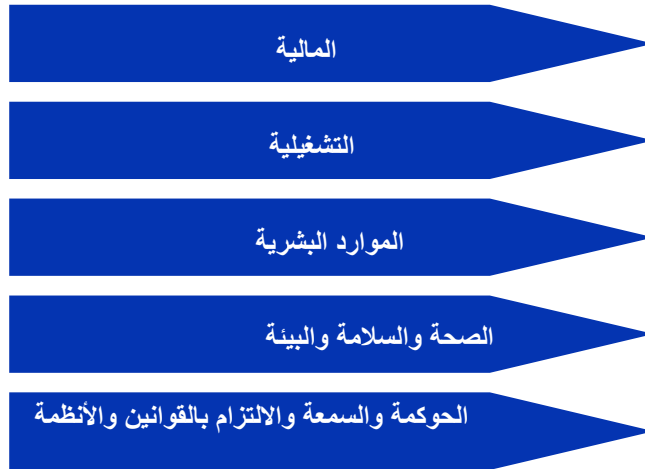 المالية
التشغيلية
الموارد البشرية
الصحة والسلامة والبيئة
الحوكمة والسمعة والالتزام بالقوانين والأنظمة